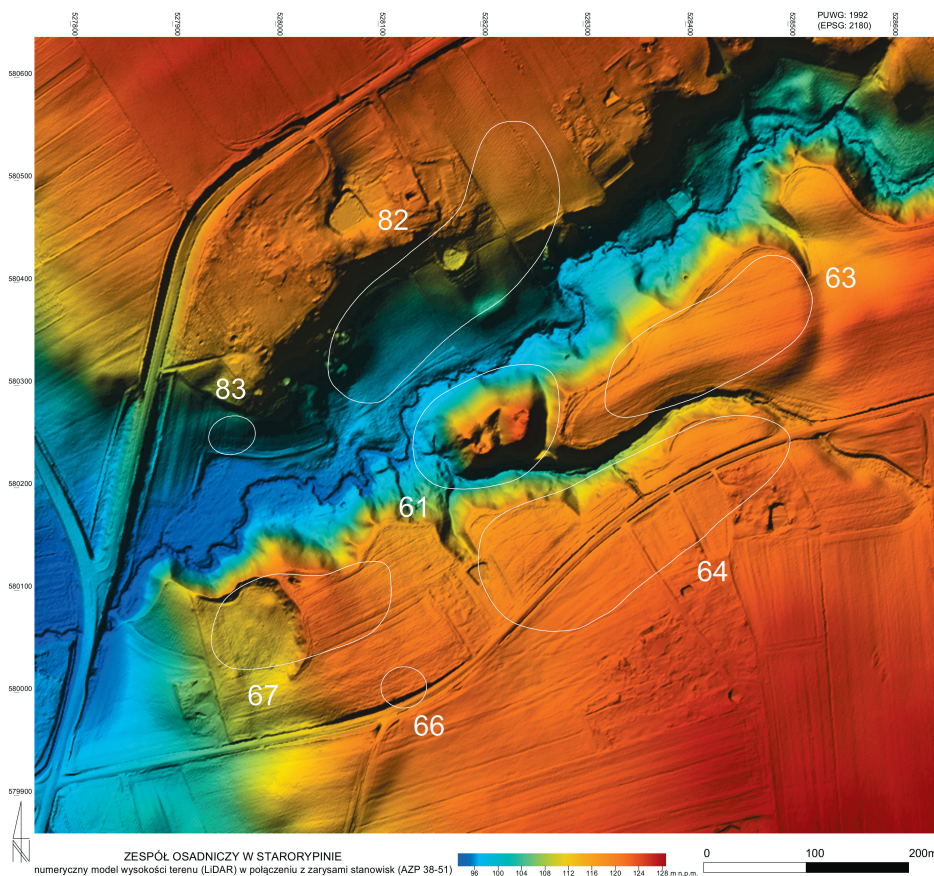 PUWG: 1992
(EPSG: 2180)
527800 527900 528000 528100 528200 528300 528400 528500 528600
580600
580500
82
580400
63
580300
83
580200
61
64
580100
67
580000
66
579900
ZESPÓŁ OSADNICZY W STARORYPINIE
numeryczny model wysokości terenu (LiDAR) w połączeniu z zarysami stanowisk (AZP 38-51)
96 100 104 108 112 116 120 124 128 m n.p.m.
0 100 200m
N